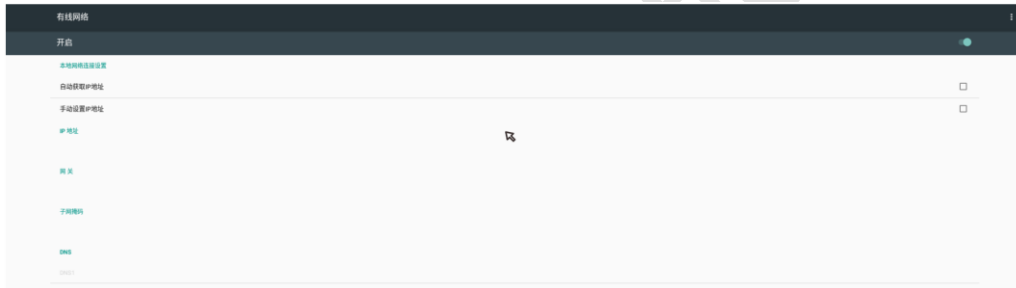 有线网络
开启
本地网络连接设置
自动获取IP地址
手动设置IP地址
IP 地址
网 关
子网掩码
DNS